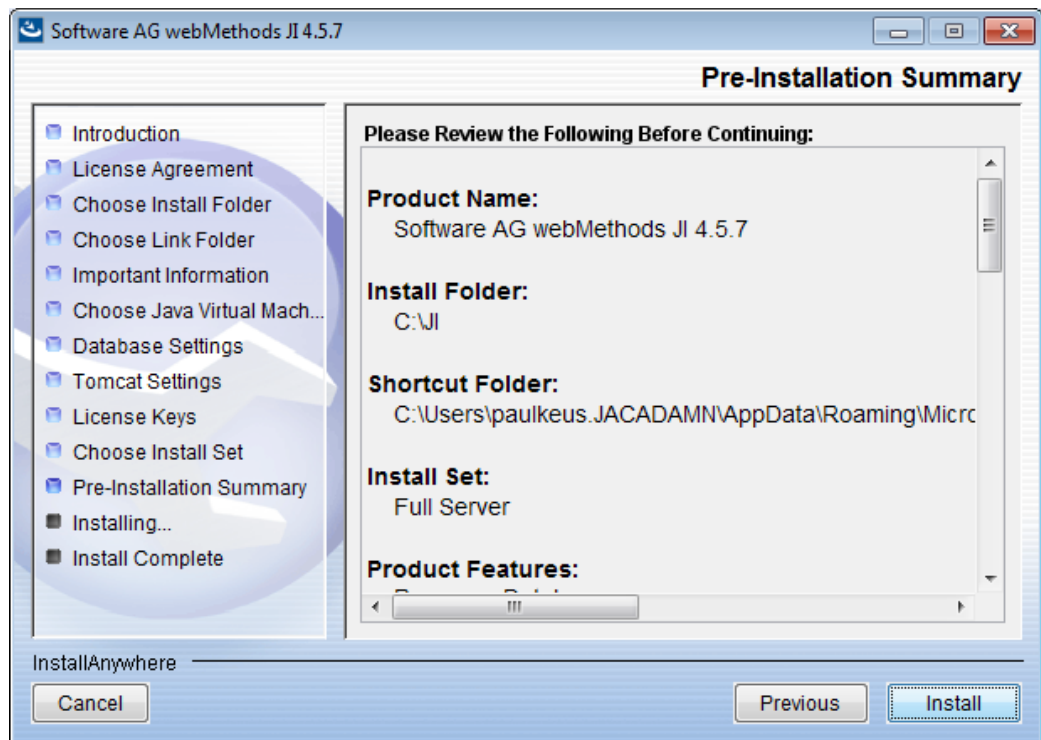 Software AG webMethods JI 4.5.7
Pre-Installation Summary
Introduction
License Agreement
Choose Install Folder
Choose Link Folder
Important Information
Choose Java Virtual Mach...
Database Settings
Tomcat Settings
License Keys
Choose Install Set
Pre-Installation Summary
Installing...
Install Complete
Please Review the Following Before Continuing:
Product Name:
Software AG webMethods JI 4.5.7
Install Folder:
C:\JI
Shortcut Folder:
C:\Users\paulkeus.JACADAMN\AppData\Roaming\Micro
Install Set:
Full Server
Product Features:
InstallAnywhere
Cancel
Previous
Install